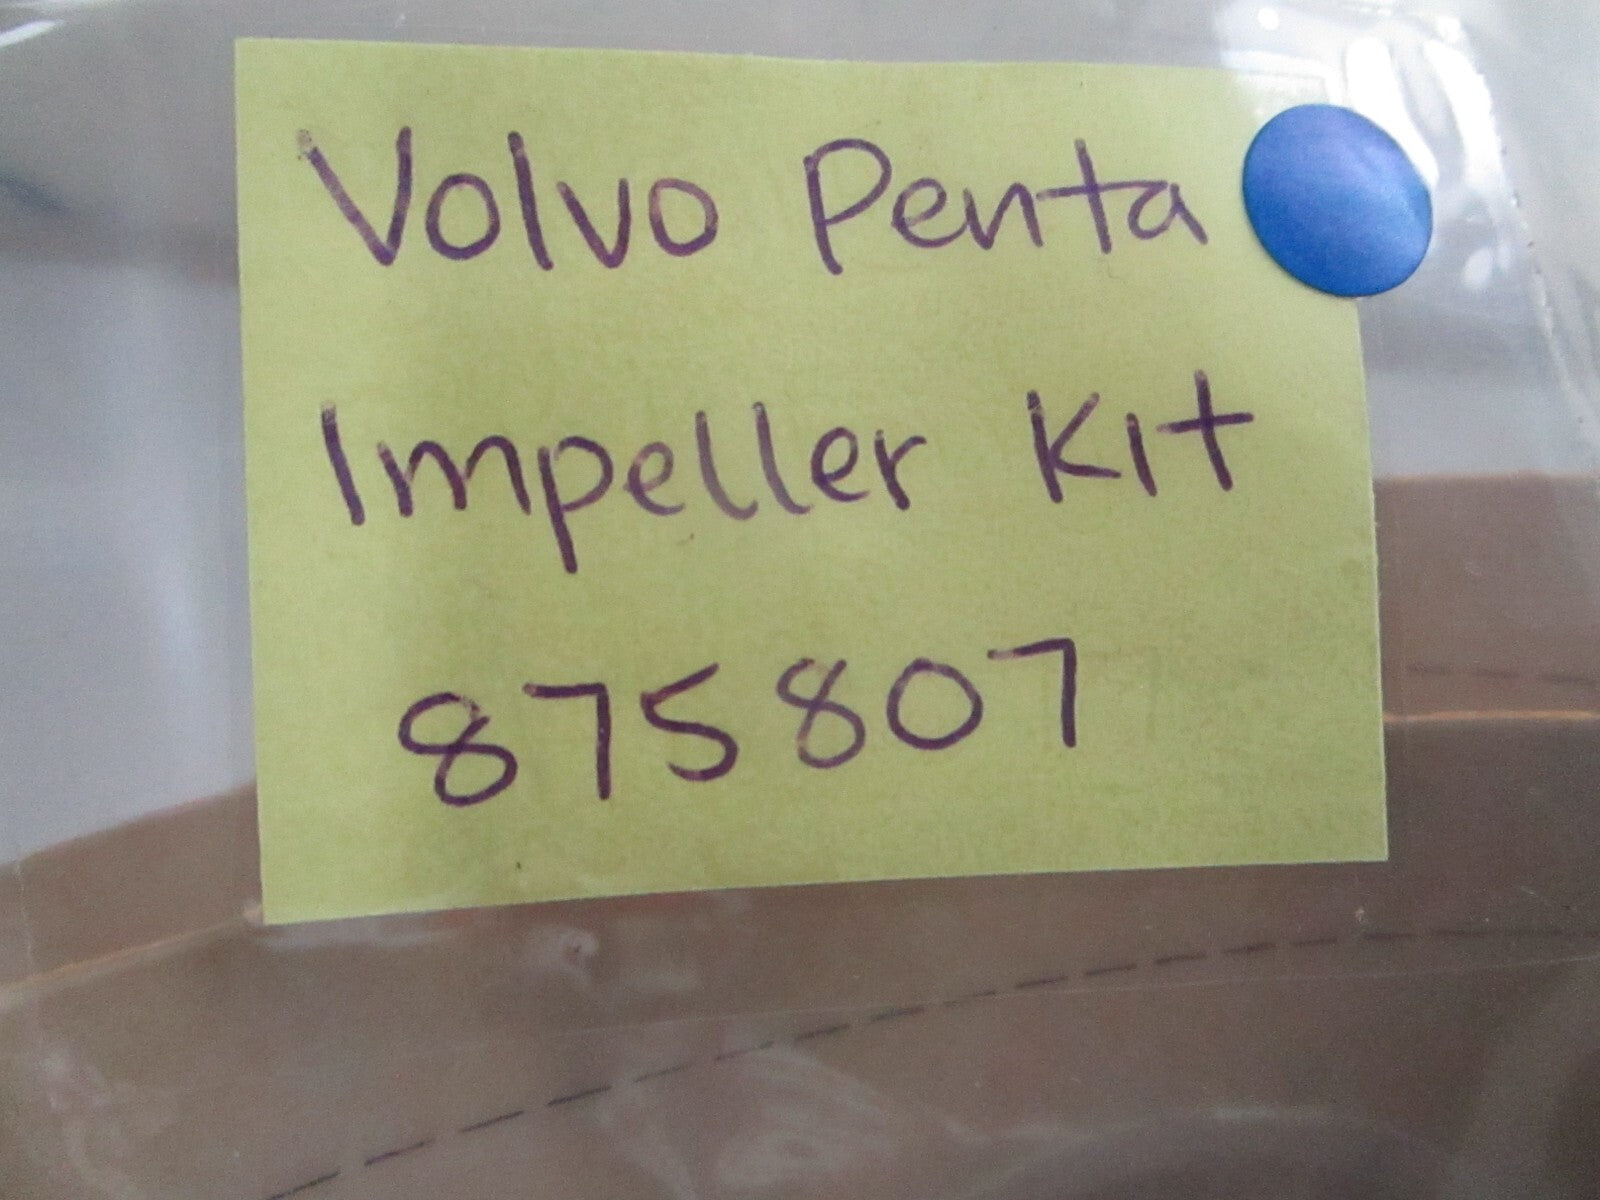 Volvo Penta
Impeller Kit
875807